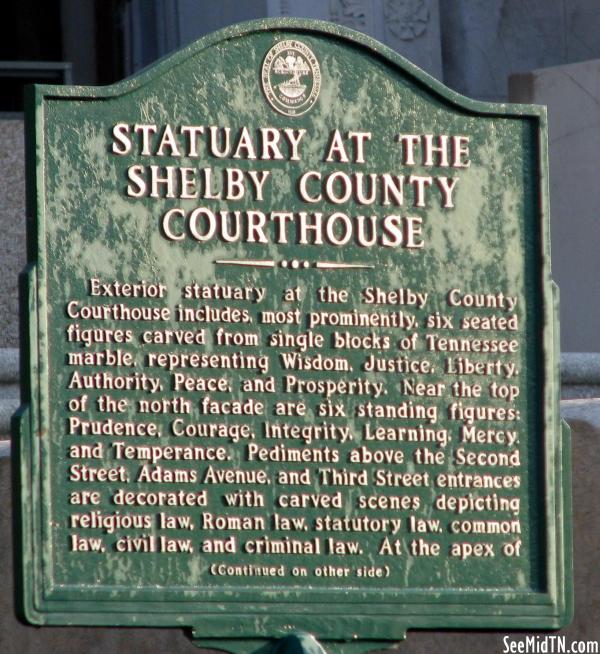 STATUARY AT THE
SHELBY COUNTY
COURTHOUSE
Exterior statuary at the Shelby County
Courthouse includes, most prominently, six seated
figures carved from single blocks of Tennessee
marble, representing Wisdom, Justice, Liberty,
Authority, Peace, and Prosperity. Near the top
of the north facade are six standing figures:
Prudence, Courage, Integrity, Learning, Mercy,
and Temperance. Pediments above the Second
Street, Adams Avenue, and Third Street entrances
are decorated with carved scenes depicting
religious law, Roman law, statutory law, common
law, civil law, and criminal law. At the apex of
(Continued on other side)
SeeMidTN.com